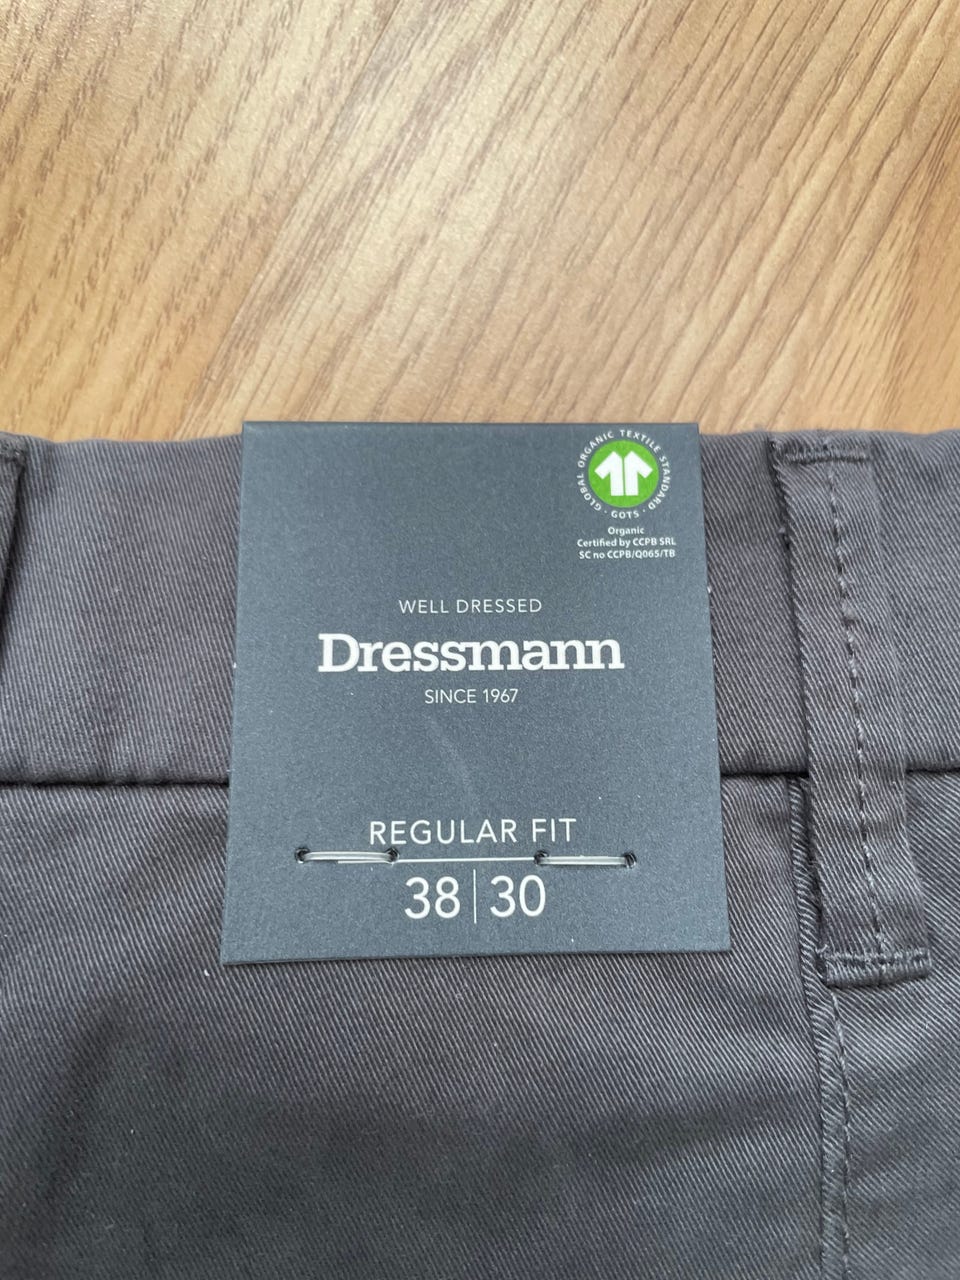 GLOBAL ORGANIC TEXTILE STANDARD
· GOTS ·
Organic
Certified by CCPB SRL
SC no CCPB/Q065/TB
WELL DRESSED
Dressmann
SINCE 1967
REGULAR FIT
38|30